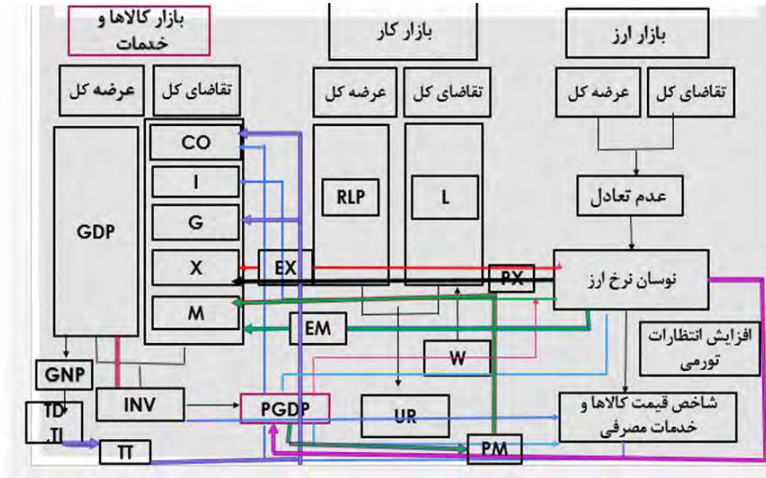 بازار کالاها و
خدمات
بازار کار
بازار ارز
عرضه کل
تقاضای کل
عرضه کل
تقاضای کل
عرضه کل
تقاضای کل
CO
I
G
X
M
GDP
RLP
L
عدم تعادل
EX
PX
نوسان نرخ ارز
EM
W
افزایش انتظارات
تورمی
GNP
INV
PGDP
UR
شاخص قیمت کالاها و
خدمات مصرفی
TD
.TI
TT
PM